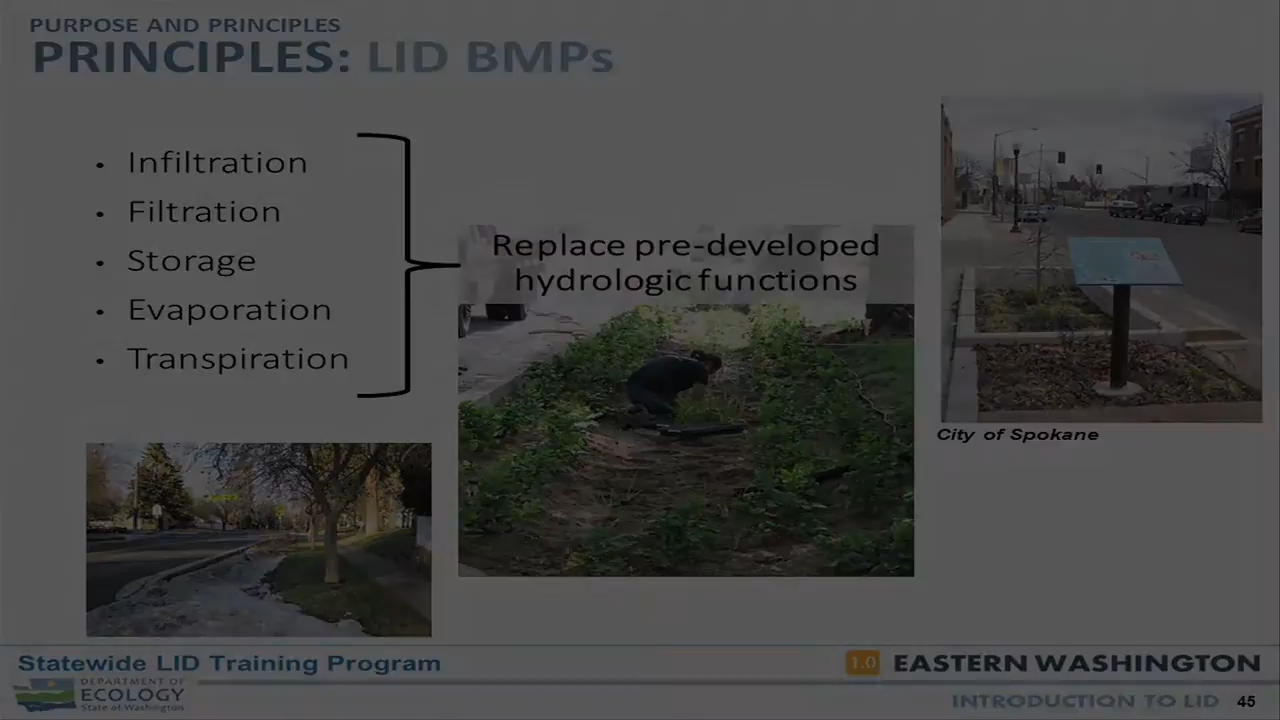 PURPOSE AND PRINCIPLES
PRINCIPLES: LID BMPs
• Infiltration
• Filtration
• Storage
• Evaporation
• Transpiration
Replace pre-developed
hydrologic functions
City of Spokane
Statewide LID Training Program
DEPARTMENT OF
ECOLOGY
State of Washington
1.0 EASTERN WASHINGTON
INTRODUCTION TO LID 45